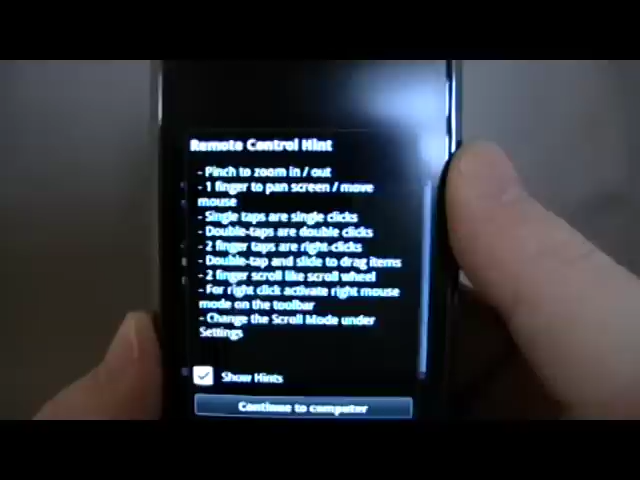 Remote Control Hint
- Pinch to zoom in / out
- 1 finger to pan screen / move
mouse
- Single taps are single clicks
- Double-taps are double clicks
- 2 finger taps are right-clicks
- Double-tap and slide to drag items
- 2 finger scroll like scroll wheel
- For right click activate right mouse
mode on the toolbar
- Change the Scroll Mode under
Settings
Show Hints
Continue to computer